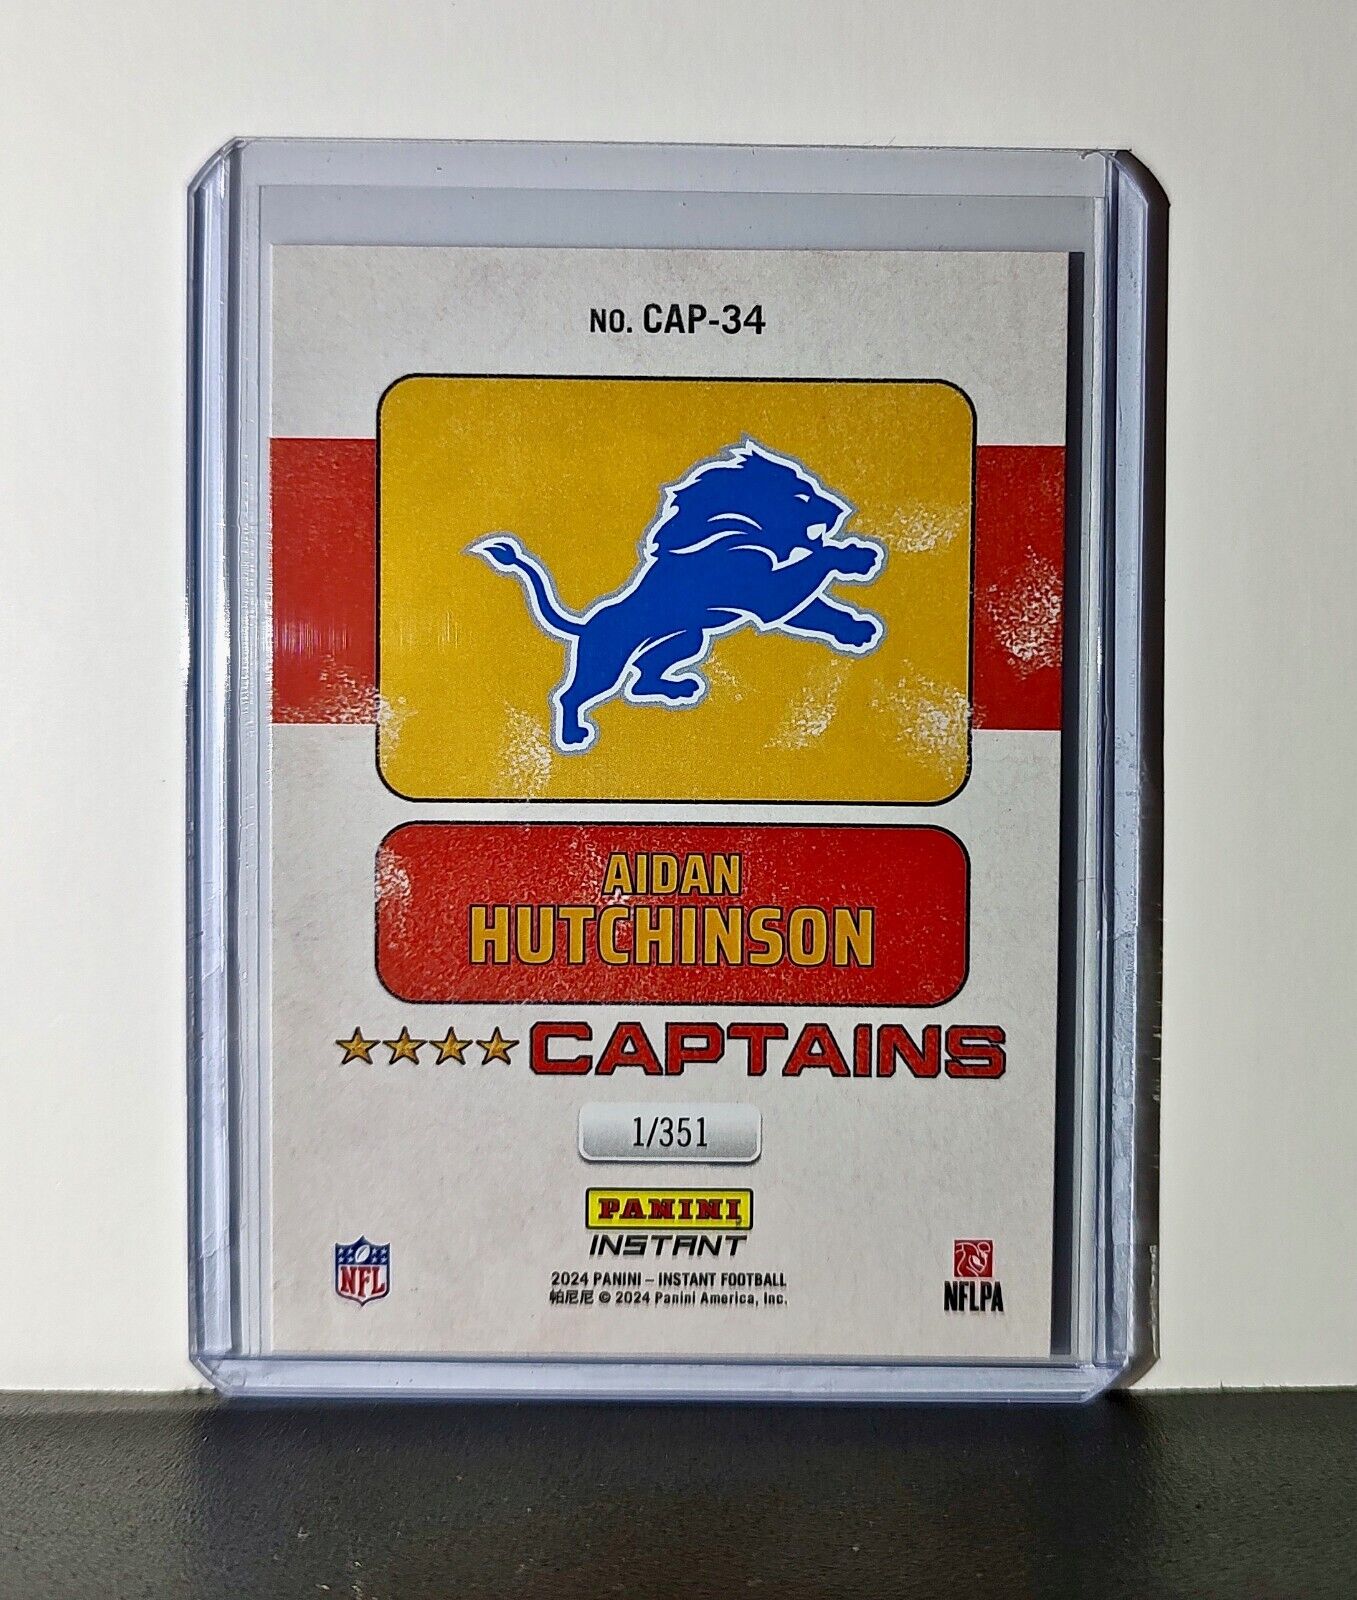 NO. CAP-34
AIDAN
HUTCHINSON
CAPTAINS
1/351
PANINI
INSTANT
NFL
2024 PANINI – INSTANT FOOTBALL
帕尼尼 © 2024 Panini America, Inc.
NFLPA